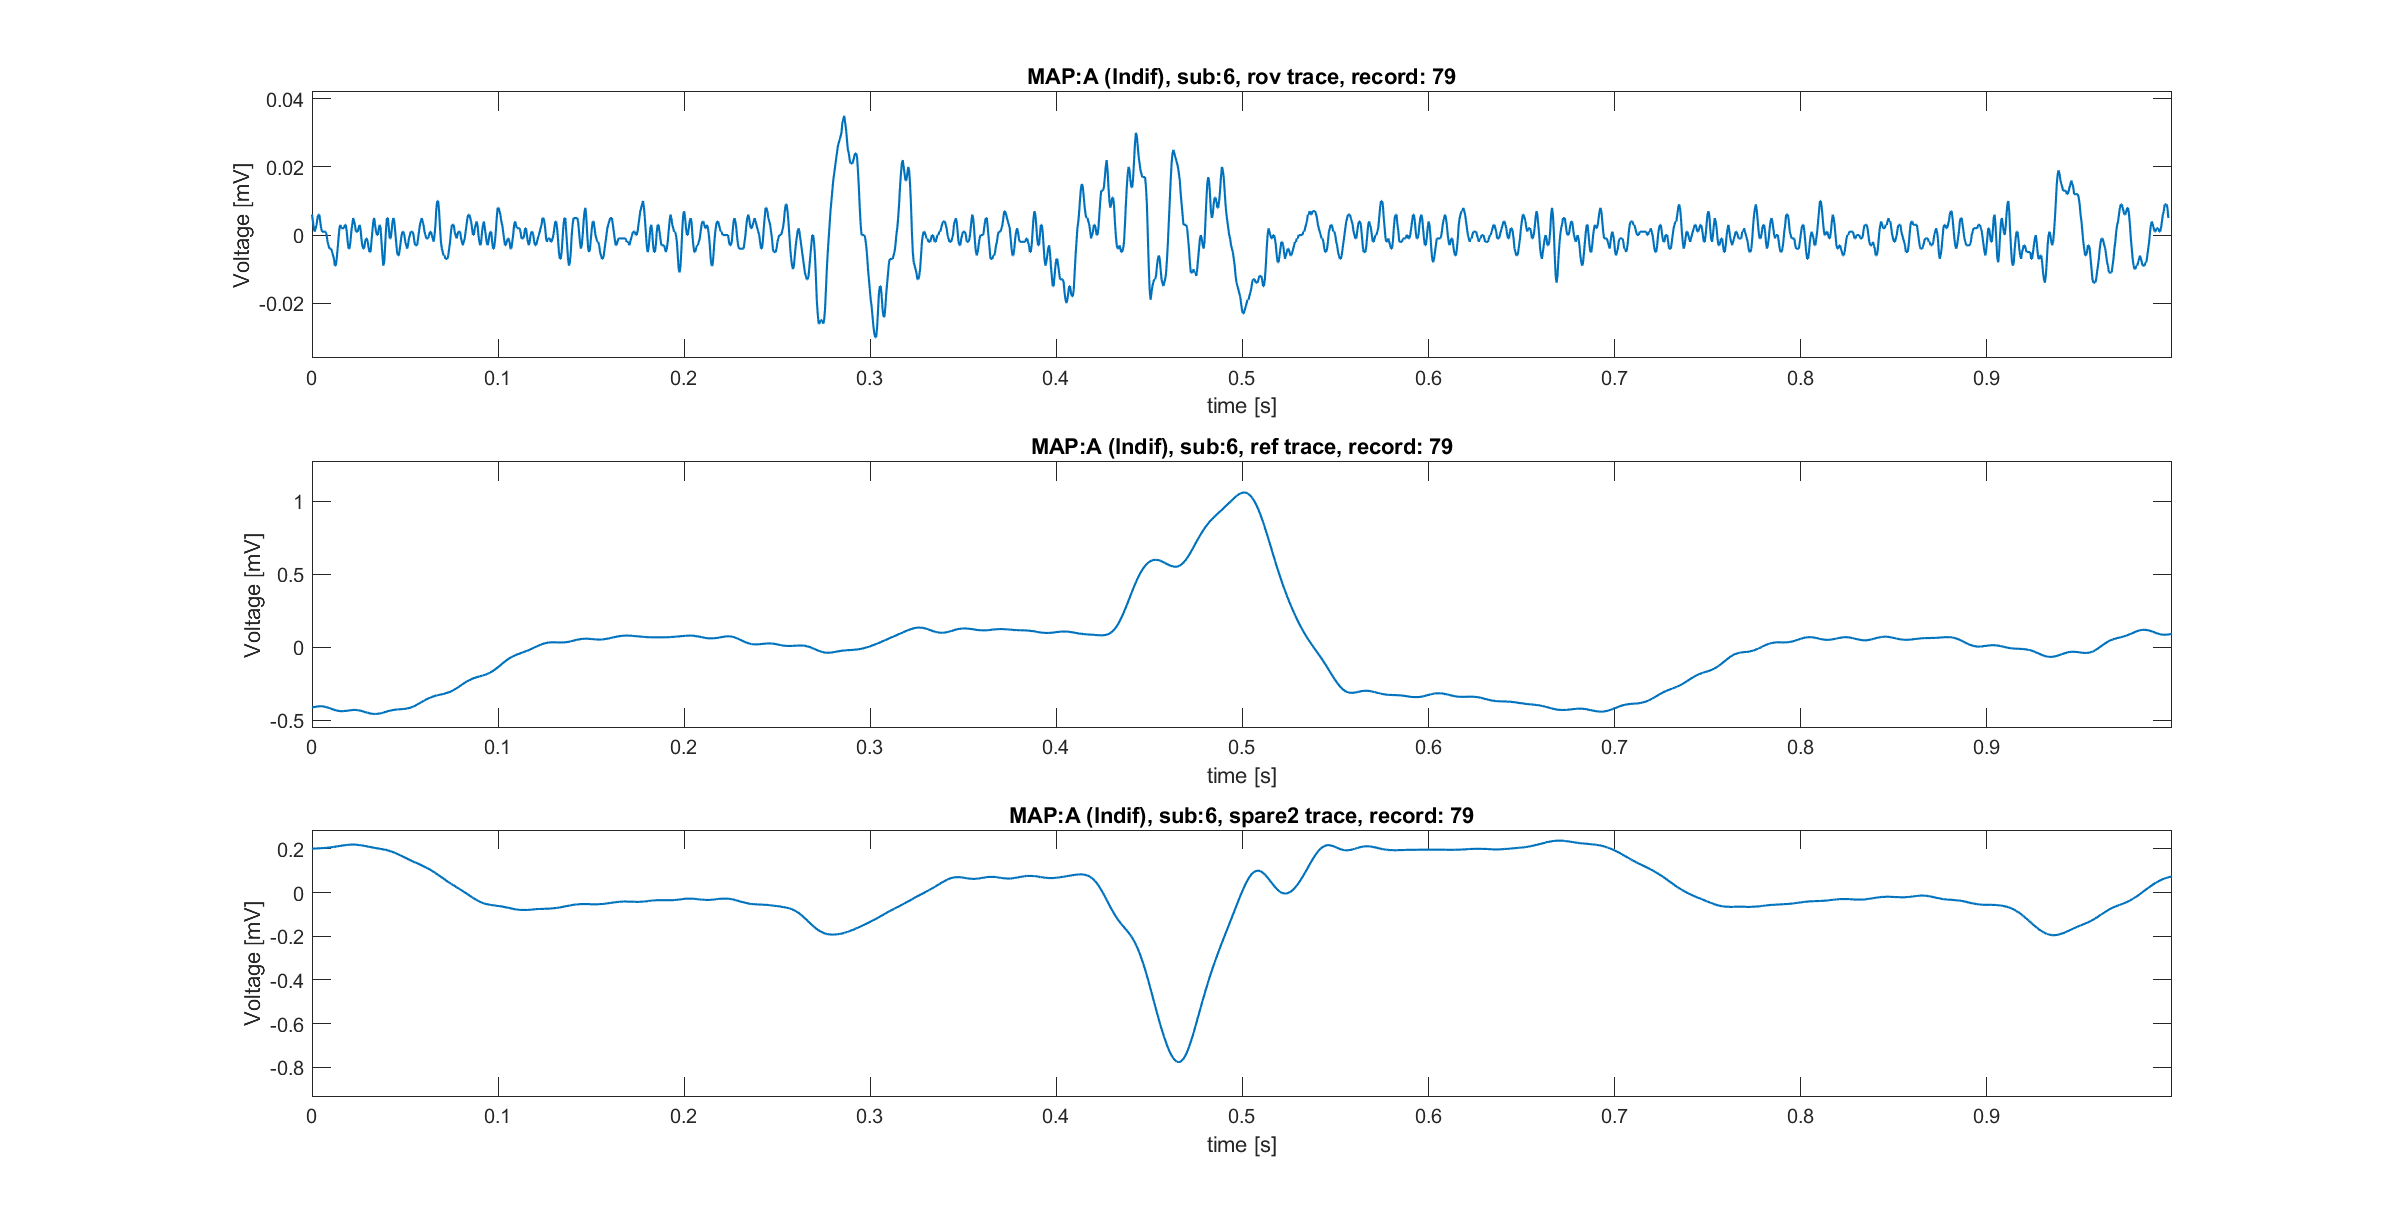 MAP:A (Indif), sub:6, rov trace, record: 79
0.04
0.02
0
-0.02
Voltage [mV]
0 0.1 0.2 0.3 0.4 0.5 0.6 0.7 0.8 0.9
time [s]
MAP:A (Indif), sub:6, ref trace, record: 79
1
0.5
0
-0.5
Voltage [mV]
0 0.1 0.2 0.3 0.4 0.5 0.6 0.7 0.8 0.9
time [s]
MAP:A (Indif), sub:6, spare2 trace, record: 79
0.2
0
-0.2
-0.4
-0.6
-0.8
Voltage [mV]
0 0.1 0.2 0.3 0.4 0.5 0.6 0.7 0.8 0.9
time [s]